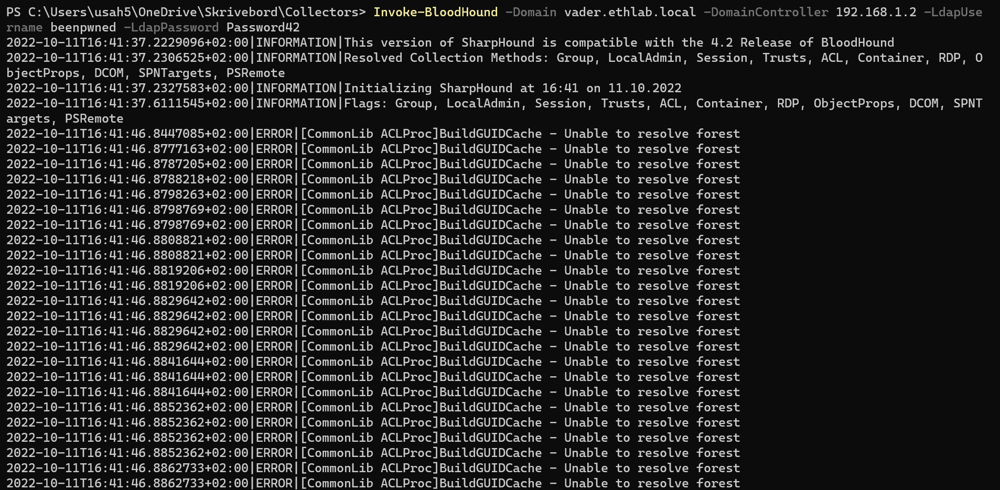 PS C:\Users\usah5\OneDrive\Skrivebord\Collectors> Invoke-BloodHound -Domain vader.ethlab.local -DomainController 192.168.1.2 -LdapUse
rname beenpwned -LdapPassword Password42
2022-10-11T16:41:37.2229096+02:00|INFORMATION|This version of SharpHound is compatible with the 4.2 Release of BloodHound
2022-10-11T16:41:37.2306525+02:00|INFORMATION|Resolved Collection Methods: Group, LocalAdmin, Session, Trusts, ACL, Container, RDP, O
bjectProps, DCOM, SPNTargets, PSRemote
2022-10-11T16:41:37.2327583+02:00|INFORMATION|Initializing SharpHound at 16:41 on 11.10.2022
2022-10-11T16:41:37.6111545+02:00|INFORMATION|Flags: Group, LocalAdmin, Session, Trusts, ACL, Container, RDP, ObjectProps, DCOM, SPNT
argets, PSRemote
2022-10-11T16:41:46.8447085+02:00|ERROR|[CommonLib ACLProc]BuildGUIDCache - Unable to resolve forest
2022-10-11T16:41:46.8777163+02:00|ERROR|[CommonLib ACLProc]BuildGUIDCache - Unable to resolve forest
2022-10-11T16:41:46.8787205+02:00|ERROR|[CommonLib ACLProc]BuildGUIDCache - Unable to resolve forest
2022-10-11T16:41:46.8788218+02:00|ERROR|[CommonLib ACLProc]BuildGUIDCache - Unable to resolve forest
2022-10-11T16:41:46.8798263+02:00|ERROR|[CommonLib ACLProc]BuildGUIDCache - Unable to resolve forest
2022-10-11T16:41:46.8798769+02:00|ERROR|[CommonLib ACLProc]BuildGUIDCache - Unable to resolve forest
2022-10-11T16:41:46.8798769+02:00|ERROR|[CommonLib ACLProc]BuildGUIDCache - Unable to resolve forest
2022-10-11T16:41:46.8808821+02:00|ERROR|[CommonLib ACLProc]BuildGUIDCache - Unable to resolve forest
2022-10-11T16:41:46.8808821+02:00|ERROR|[CommonLib ACLProc]BuildGUIDCache - Unable to resolve forest
2022-10-11T16:41:46.8819206+02:00|ERROR|[CommonLib ACLProc]BuildGUIDCache - Unable to resolve forest
2022-10-11T16:41:46.8819206+02:00|ERROR|[CommonLib ACLProc]BuildGUIDCache - Unable to resolve forest
2022-10-11T16:41:46.8829642+02:00|ERROR|[CommonLib ACLProc]BuildGUIDCache - Unable to resolve forest
2022-10-11T16:41:46.8829642+02:00|ERROR|[CommonLib ACLProc]BuildGUIDCache - Unable to resolve forest
2022-10-11T16:41:46.8829642+02:00|ERROR|[CommonLib ACLProc]BuildGUIDCache - Unable to resolve forest
2022-10-11T16:41:46.8829642+02:00|ERROR|[CommonLib ACLProc]BuildGUIDCache - Unable to resolve forest
2022-10-11T16:41:46.8841644+02:00|ERROR|[CommonLib ACLProc]BuildGUIDCache - Unable to resolve forest
2022-10-11T16:41:46.8841644+02:00|ERROR|[CommonLib ACLProc]BuildGUIDCache - Unable to resolve forest
2022-10-11T16:41:46.8841644+02:00|ERROR|[CommonLib ACLProc]BuildGUIDCache - Unable to resolve forest
2022-10-11T16:41:46.8852362+02:00|ERROR|[CommonLib ACLProc]BuildGUIDCache - Unable to resolve forest
2022-10-11T16:41:46.8852362+02:00|ERROR|[CommonLib ACLProc]BuildGUIDCache - Unable to resolve forest
2022-10-11T16:41:46.8852362+02:00|ERROR|[CommonLib ACLProc]BuildGUIDCache - Unable to resolve forest
2022-10-11T16:41:46.8852362+02:00|ERROR|[CommonLib ACLProc]BuildGUIDCache - Unable to resolve forest
2022-10-11T16:41:46.8862733+02:00|ERROR|[CommonLib ACLProc]BuildGUIDCache - Unable to resolve forest
2022-10-11T16:41:46.8862733+02:00|ERROR|[CommonLib ACLProc]BuildGUIDCache - Unable to resolve forest